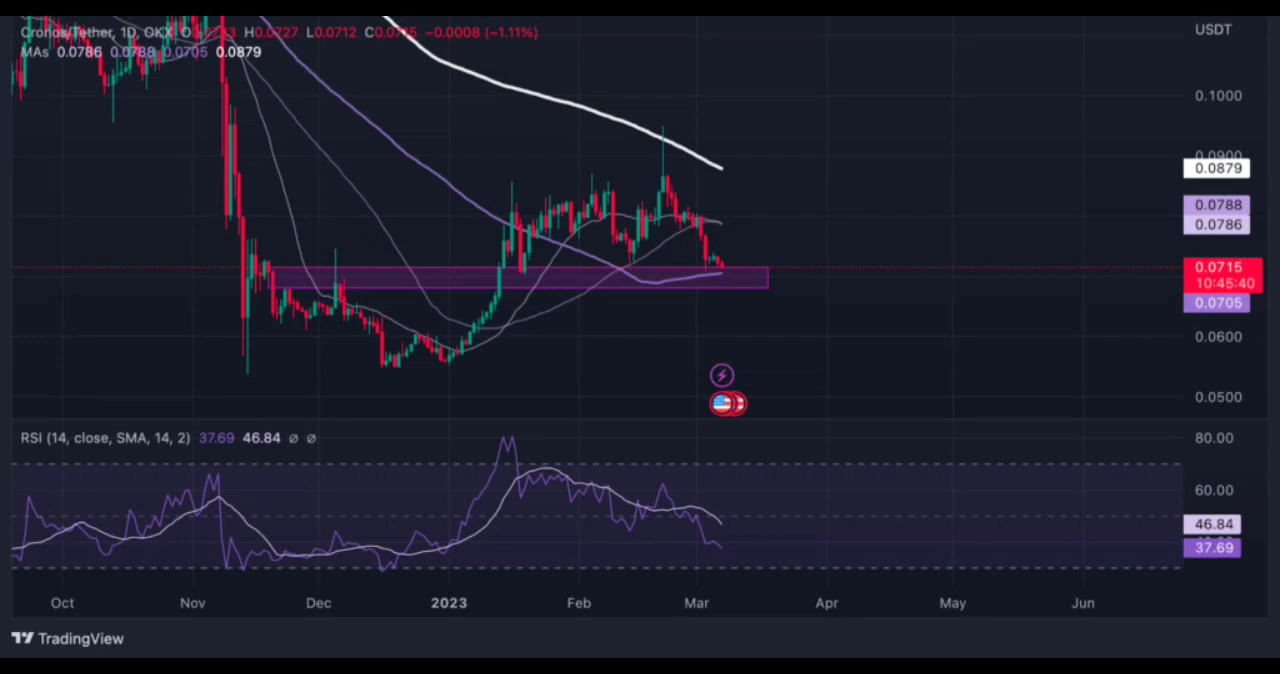 Cronos/Tether, 1D, OKX H0.0727 L0.0712 C0.0715 −0.0008 (−1.11%)
MAs 0.0786 0.0788 0.0705 0.0879
USDT
0.1000
0.0900
0.0879
0.0788
0.0786
0.0715
10:45:40
0.0705
0.0600
0.0500
RSI (14, close, SMA, 14, 2) 37.69 46.84 ∅ ∅
80.00
60.00
46.84
37.69
Oct Nov Dec 2023 Feb Mar Apr May Jun
TradingView